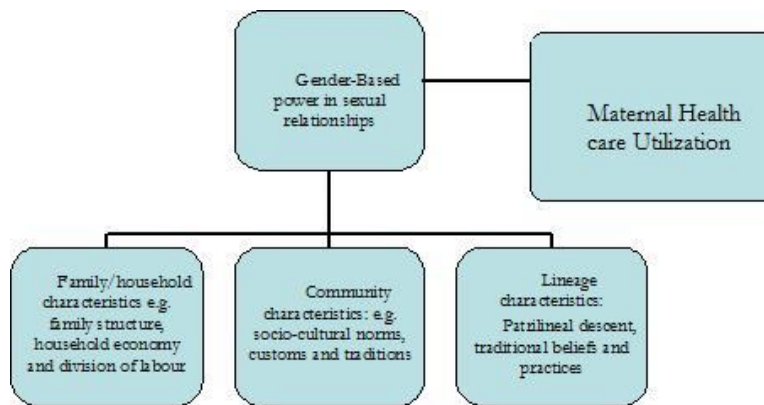 Gender-Based
power in sexual
relationships
Maternal Health
care Utilization
Family/household
characteristics e.g.
family structure,
household economy
and division of labour
Community
characteristics: e.g.
socio-cultural norms,
customs and traditions
Lineage
characteristics:
Patrilineal descent,
traditional beliefs and
practices